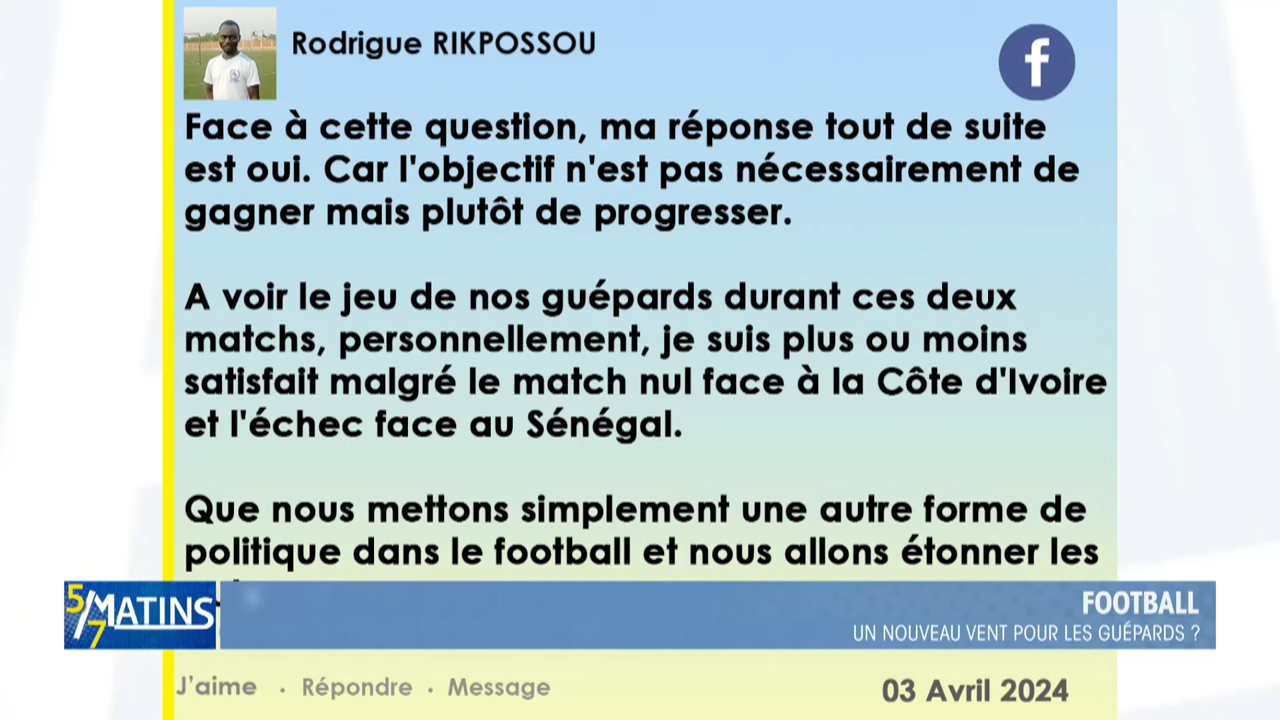 Rodrigue RIKPOSSOU
f
Face à cette question, ma réponse tout de suite
est oui. Car l'objectif n'est pas nécessairement de
gagner mais plutôt de progresser.
A voir le jeu de nos guépards durant ces deux
matchs, personnellement, je suis plus ou moins
satisfait malgré le match nul face à la Côte d'Ivoire
et l'échec face au Sénégal.
Que nous mettons simplement une autre forme de
politique dans le football et nous allons étonner les
5/7 MATINS
FOOTBALL
UN NOUVEAU VENT POUR LES GUÉPARDS ?
J'aime · Répondre · Message
03 Avril 2024